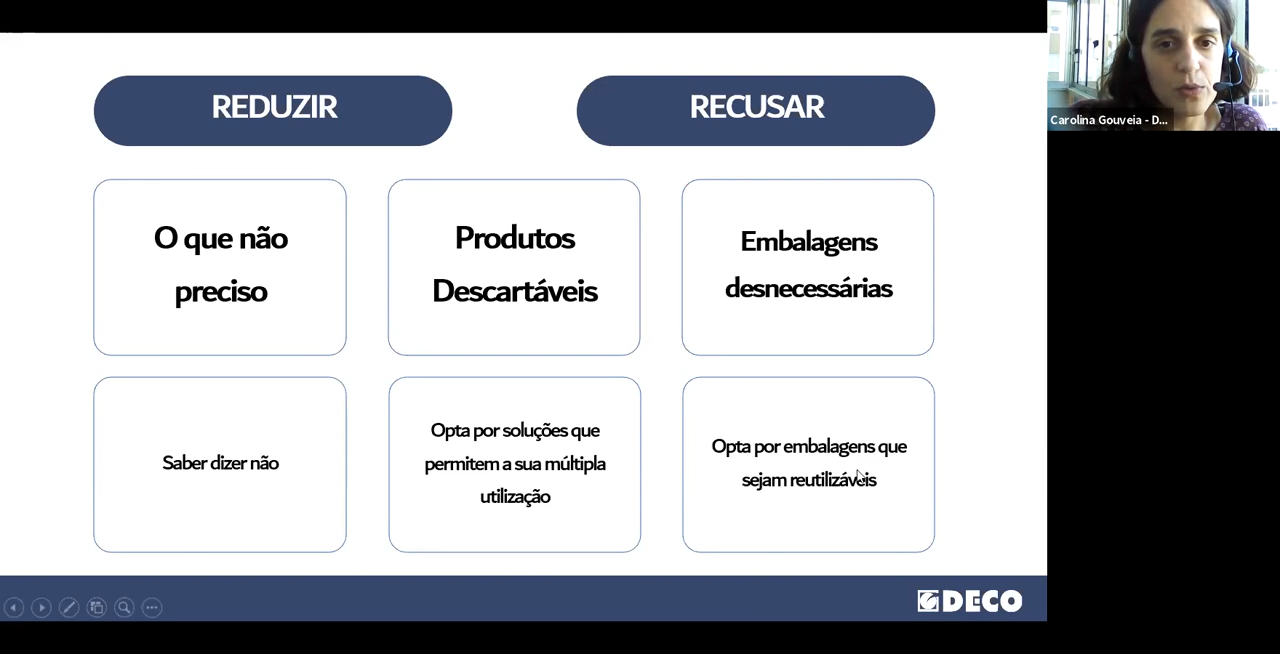 REDUZIR
RECUSAR
O que não
preciso
Produtos
Descartáveis
Embalagens
desnecessárias
Saber dizer não
Opta por soluções que
permitem a sua múltipla
utilização
Opta por embalagens que
sejam reutilizáveis
DECO
Carolina Gouveia - D...